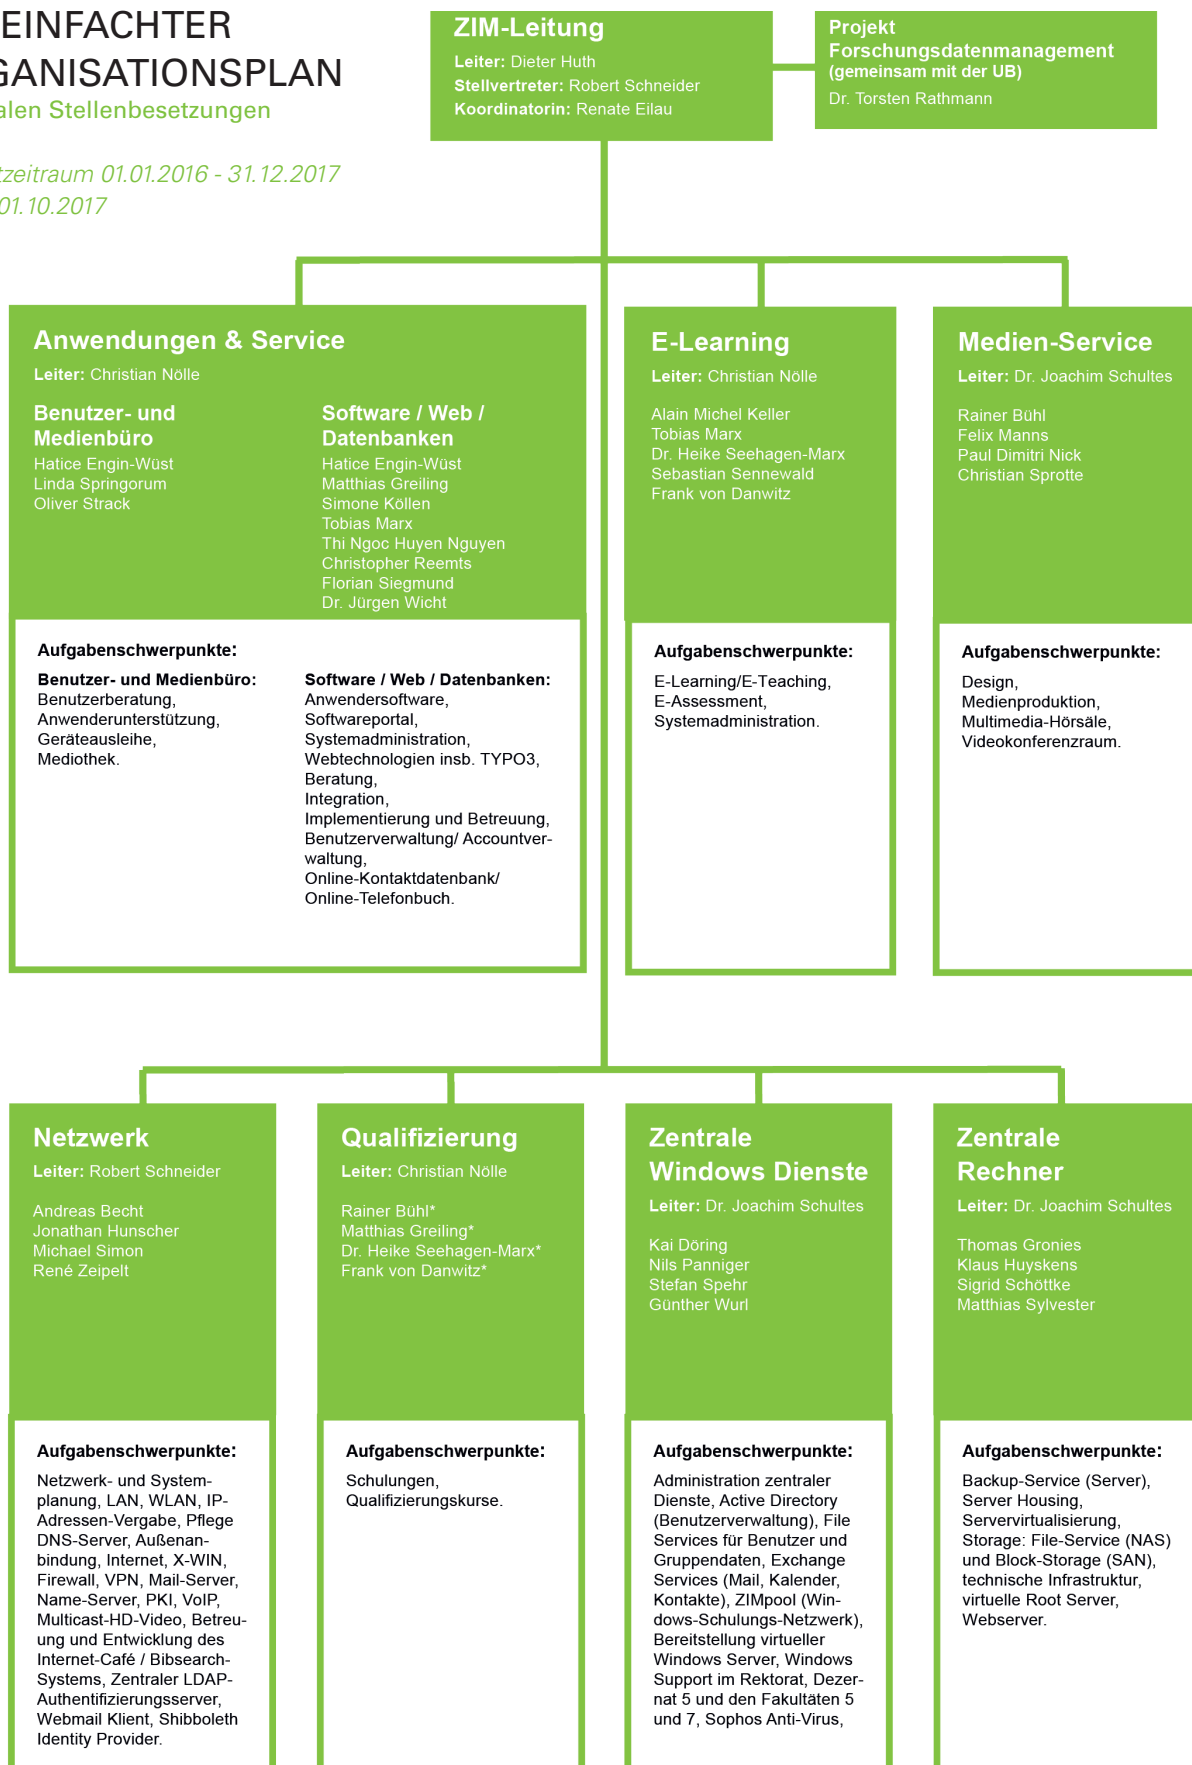 EINFACHTER
GANISATIONSPLAN
alen Stellenbesetzungen
tzeitraum 01.01.2016 - 31.12.2017
01.10.2017
ZIM-Leitung
Leiter: Dieter Huth
Stellvertreter: Robert Schneider
Koordinatorin: Renate Eilau
Projekt
Forschungsdatenmanagement
(gemeinsam mit der UB)
Dr. Torsten Rathmann
Anwendungen & Service
Leiter: Christian Nölle
Benutzer- und
Medienbüro
Hatice Engin-Wüst
Linda Springorum
Oliver Strack
Software / Web /
Datenbanken
Hatice Engin-Wüst
Matthias Greiling
Simone Köllen
Tobias Marx
Thi Ngoc Huyen Nguyen
Christopher Reemts
Florian Siegmund
Dr. Jürgen Wicht
Aufgabenschwerpunkte:
Benutzer- und Medienbüro:
Benutzerberatung,
Anwenderunterstützung,
Geräteausleihe,
Mediothek.
Software / Web / Datenbanken:
Anwendersoftware,
Softwareportal,
Systemadministration,
Webtechnologien insb. TYPO3,
Beratung,
Integration,
Implementierung und Betreuung,
Benutzerverwaltung/ Accountver-
waltung,
Online-Kontaktdatenbank/
Online-Telefonbuch.
E-Learning
Leiter: Christian Nölle
Alain Michel Keller
Tobias Marx
Dr. Heike Seehagen-Marx
Sebastian Sennewald
Frank von Danwitz
Aufgabenschwerpunkte:
E-Learning/E-Teaching,
E-Assessment,
Systemadministration.
Medien-Service
Leiter: Dr. Joachim Schultes
Rainer Bühl
Felix Manns
Paul Dimitri Nick
Christian Sprotte
Aufgabenschwerpunkte:
Design,
Medienproduktion,
Multimedia-Hörsäle,
Videokonferenzraum.
Netzwerk
Leiter: Robert Schneider
Andreas Becht
Jonathan Hunscher
Michael Simon
René Zeipelt
Aufgabenschwerpunkte:
Netzwerk- und System-
planung, LAN, WLAN, IP-
Adressen-Vergabe, Pflege
DNS-Server, Außenan-
bindung, Internet, X-WIN,
Firewall, VPN, Mail-Server,
Name-Server, PKI, VoIP,
Multicast-HD-Video, Betreu-
ung und Entwicklung des
Internet-Café / Bibsearch-
Systems, Zentraler LDAP-
Authentifizierungsserver,
Webmail Klient, Shibboleth
Identity Provider.
Qualifizierung
Leiter: Christian Nölle
Rainer Bühl*
Matthias Greiling*
Dr. Heike Seehagen-Marx*
Frank von Danwitz*
Aufgabenschwerpunkte:
Schulungen,
Qualifizierungskurse.
Zentrale
Windows Dienste
Leiter: Dr. Joachim Schultes
Kai Döring
Nils Panniger
Stefan Spehr
Günther Wurl
Aufgabenschwerpunkte:
Administration zentraler
Dienste, Active Directory
(Benutzerverwaltung), File
Services für Benutzer und
Gruppendaten, Exchange
Services (Mail, Kalender,
Kontakte), ZIMpool (Win-
dows-Schulungs-Netzwerk),
Bereitstellung virtueller
Windows Server, Windows
Support im Rektorat, Dezer-
nat 5 und den Fakultäten 5
und 7, Sophos Anti-Virus,
Zentrale
Rechner
Leiter: Dr. Joachim Schultes
Thomas Gronies
Klaus Huyskens
Sigrid Schöttke
Matthias Sylvester
Aufgabenschwerpunkte:
Backup-Service (Server),
Server Housing,
Servervirtualisierung,
Storage: File-Service (NAS)
und Block-Storage (SAN),
technische Infrastruktur,
virtuelle Root Server,
Webserver.